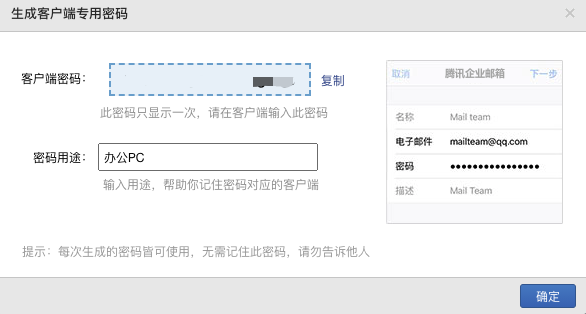 生成客户端专用密码
客户端密码：
复制
此密码只显示一次，请在客户端输入此密码
密码用途：
办公PC
输入用途，帮助你记住密码对应的客户端
取消 腾讯企业邮箱 下一步
名称 Mail team
电子邮件 mailteam@qq.com
密码 ●●●●●●●●●●●●●●●●
描述 Mail Team
提示：每次生成的密码皆可使用，无需记住此密码，请勿告诉他人
确定